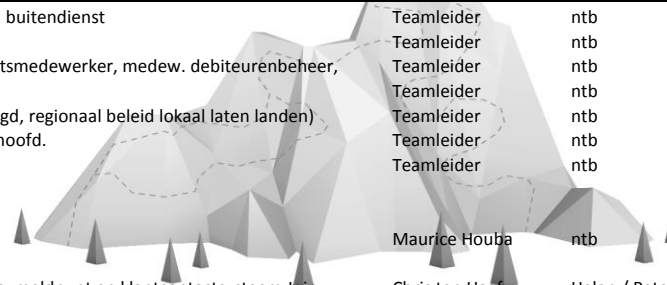 buitendienst Teamleider ntb
Teamleider ntb
tsmedewerker, medew. debiteurenbeheer, Teamleider ntb
Teamleider ntb
gd, regionaal beleid lokaal laten landen) Teamleider ntb
hoofd. Teamleider ntb
Teamleider ntb
Maurice Houba ntb